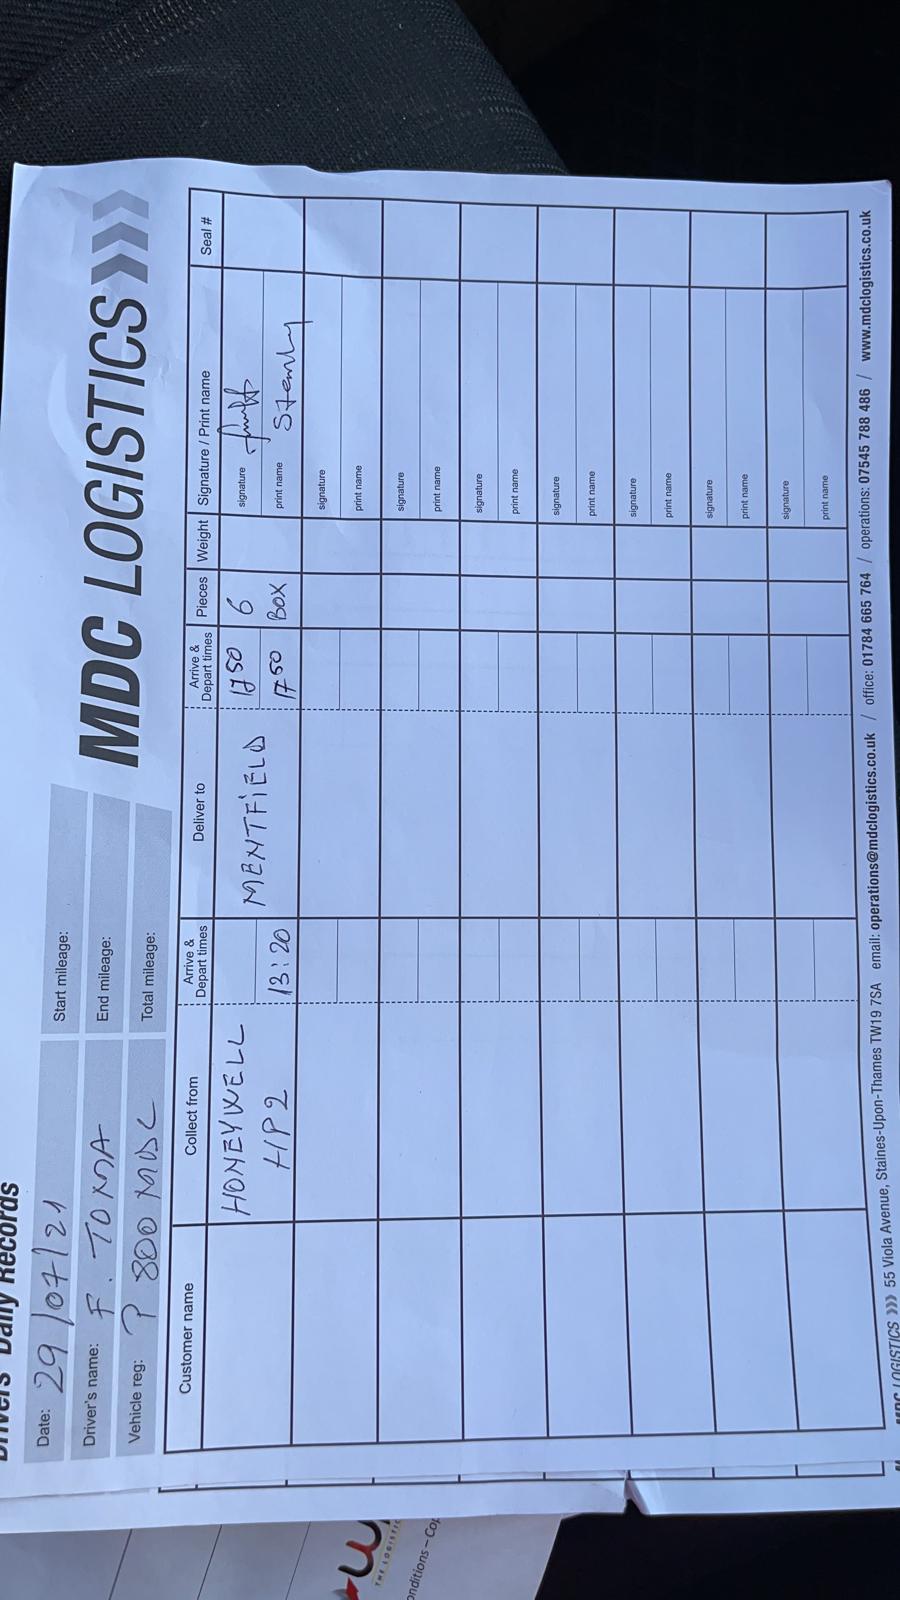 Drivers' Daily Records
MDC LOGISTICS
Date: 29/07/21
Start mileage:
Driver's name: F. TOMA
End mileage:
Vehicle reg: P 800 MDC
Total mileage:
Customer name Collect from Arrive & Depart times Deliver to Arrive & Depart times Pieces Weight Signature / Print name Seal #
HONEYWELL MENTFIELD 1750 6 signature
HP2 13:20 1750 BOX print name
signature
print name
signature
print name
signature
print name
signature
print name
signature
print name
signature
print name
signature
print name
MDC LOGISTICS >>> 55 Viola Avenue, Staines-Upon-Thames TW19 7SA email: operations@mdclogistics.co.uk / office: 01784 665 764 / operations: 07545 788 486 / www.mdclogistics.co.uk
THE LOGISTIC
onditions – Cop